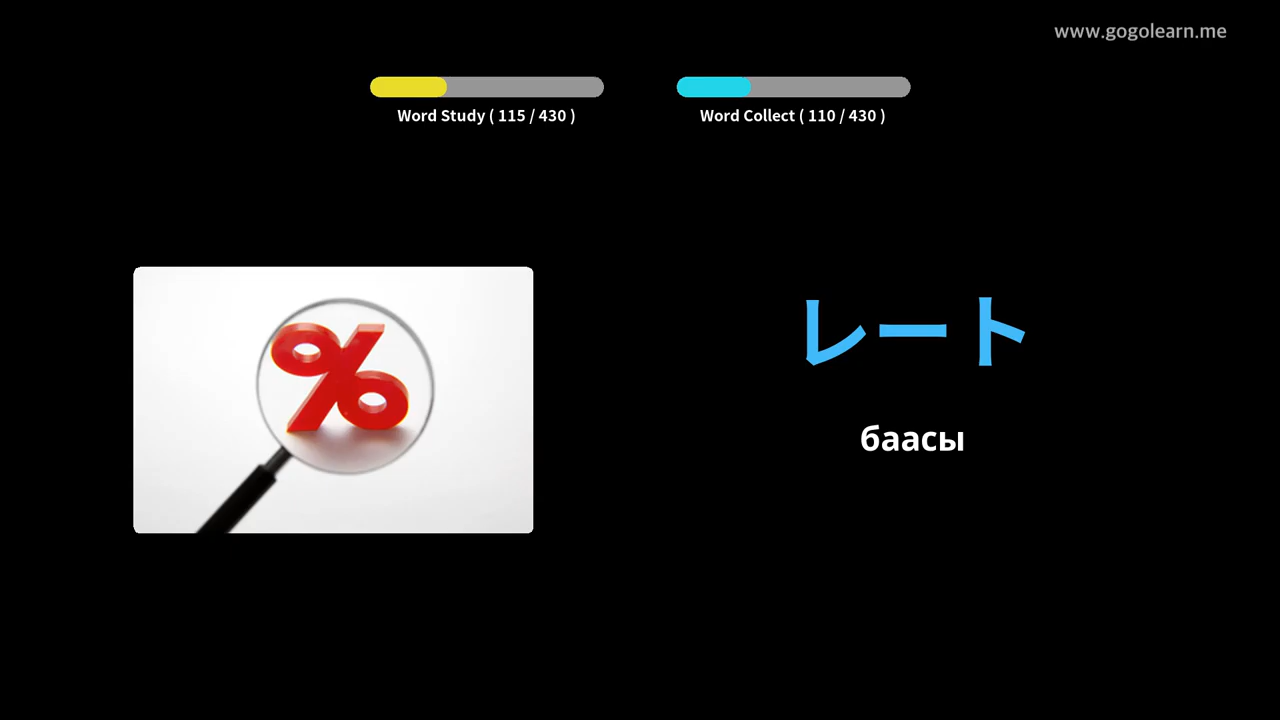 www.gogolearn.me
Word Study ( 115 / 430 )
Word Collect ( 110 / 430 )
%
レート
баасы